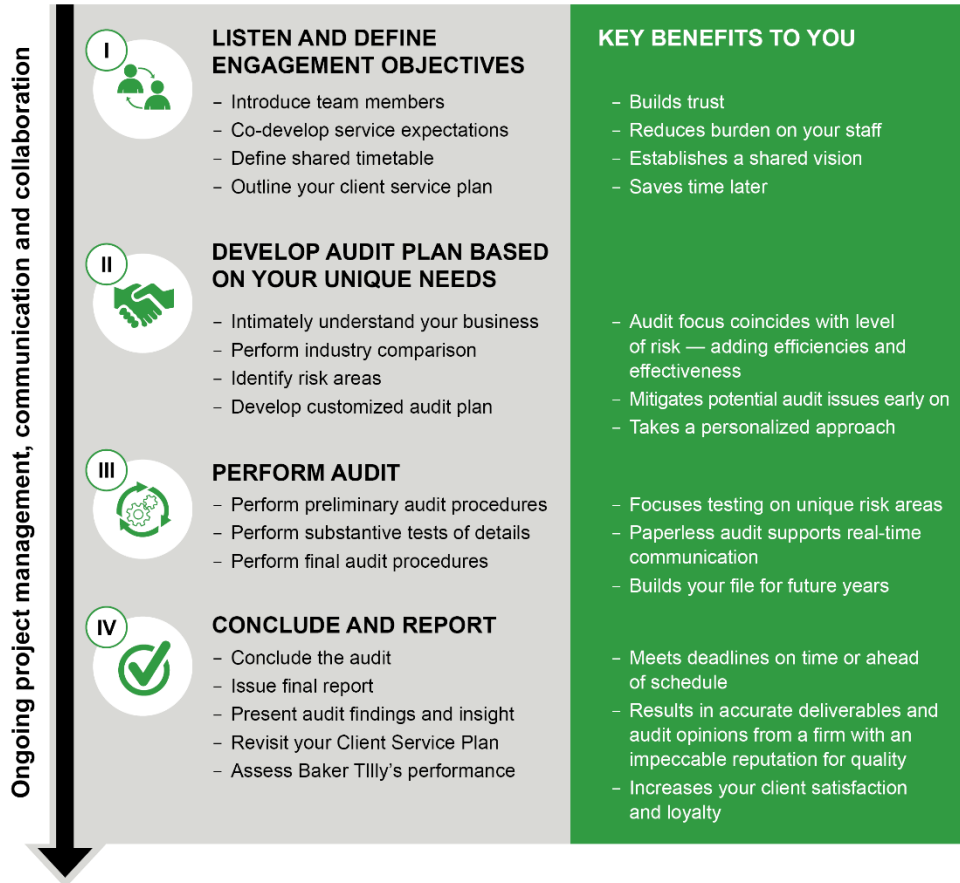 Ongoing project management, communication and collaboration
I
LISTEN AND DEFINE
ENGAGEMENT OBJECTIVES
– Introduce team members
– Co-develop service expectations
– Define shared timetable
– Outline your client service plan
KEY BENEFITS TO YOU
– Builds trust
– Reduces burden on your staff
– Establishes a shared vision
– Saves time later
II
DEVELOP AUDIT PLAN BASED
ON YOUR UNIQUE NEEDS
– Intimately understand your business
– Perform industry comparison
– Identify risk areas
– Develop customized audit plan
– Audit focus coincides with level
of risk — adding efficiencies and
effectiveness
– Mitigates potential audit issues early on
– Takes a personalized approach
III
PERFORM AUDIT
– Perform preliminary audit procedures
– Perform substantive tests of details
– Perform final audit procedures
– Focuses testing on unique risk areas
– Paperless audit supports real-time
communication
– Builds your file for future years
IV
CONCLUDE AND REPORT
– Conclude the audit
– Issue final report
– Present audit findings and insight
– Revisit your Client Service Plan
– Assess Baker TIlly's performance
– Meets deadlines on time or ahead
of schedule
– Results in accurate deliverables and
audit opinions from a firm with an
impeccable reputation for quality
– Increases your client satisfaction
and loyalty